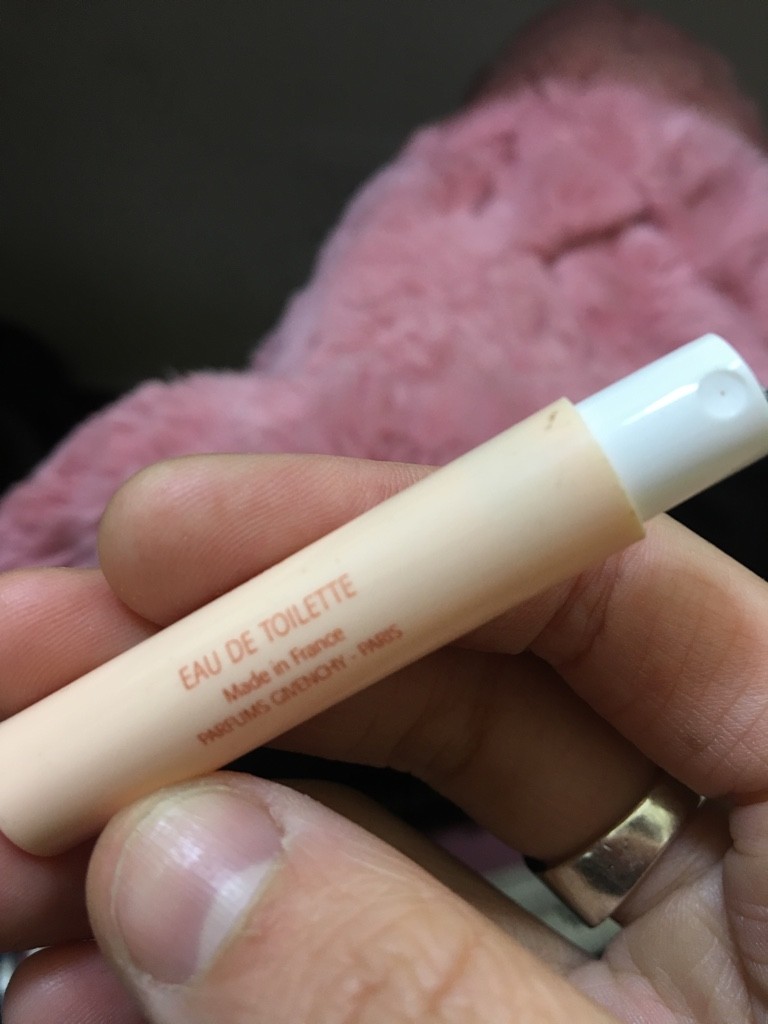 EAU DE TOILETTE
Made in France
PARFUMS GIVENCHY - PARIS